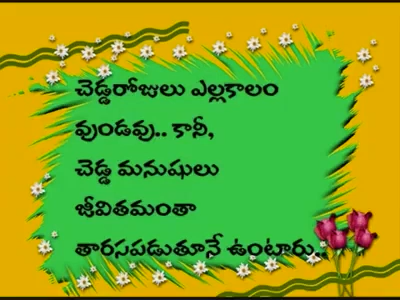 చెడ్డరోజులు ఎల్లకాలం
వుండవు.. కానీ,
చెడ్డ మనుషులు
జీవితమంతా
తారసపడుతూనే ఉంటారు..